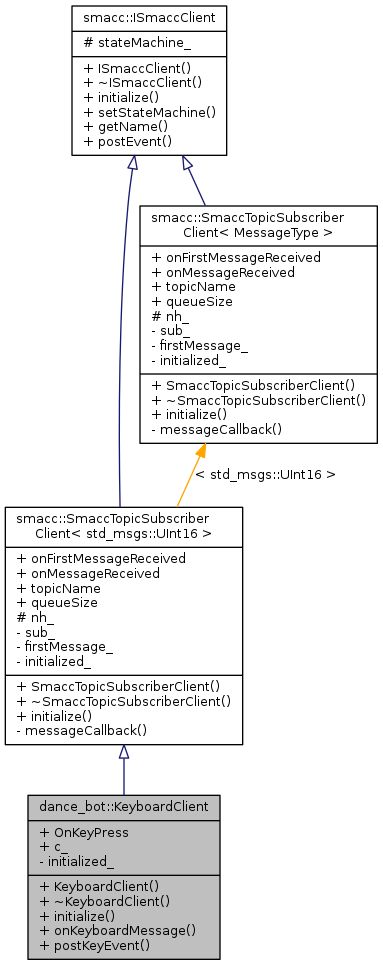 smacc::ISmaccClient
# stateMachine_
+ ISmaccClient()
+ ~ISmaccClient()
+ initialize()
+ setStateMachine()
+ getName()
+ postEvent()
smacc::SmaccTopicSubscriber
Client< MessageType >
+ onFirstMessageReceived
+ onMessageReceived
+ topicName
+ queueSize
# nh_
- sub_
- firstMessage_
- initialized_
+ SmaccTopicSubscriberClient()
+ ~SmaccTopicSubscriberClient()
+ initialize()
- messageCallback()
< std_msgs::UInt16 >
smacc::SmaccTopicSubscriber
Client< std_msgs::UInt16 >
+ onFirstMessageReceived
+ onMessageReceived
+ topicName
+ queueSize
# nh_
- sub_
- firstMessage_
- initialized_
+ SmaccTopicSubscriberClient()
+ ~SmaccTopicSubscriberClient()
+ initialize()
- messageCallback()
dance_bot::KeyboardClient
+ OnKeyPress
+ c_
- initialized_
+ KeyboardClient()
+ ~KeyboardClient()
+ initialize()
+ onKeyboardMessage()
+ postKeyEvent()